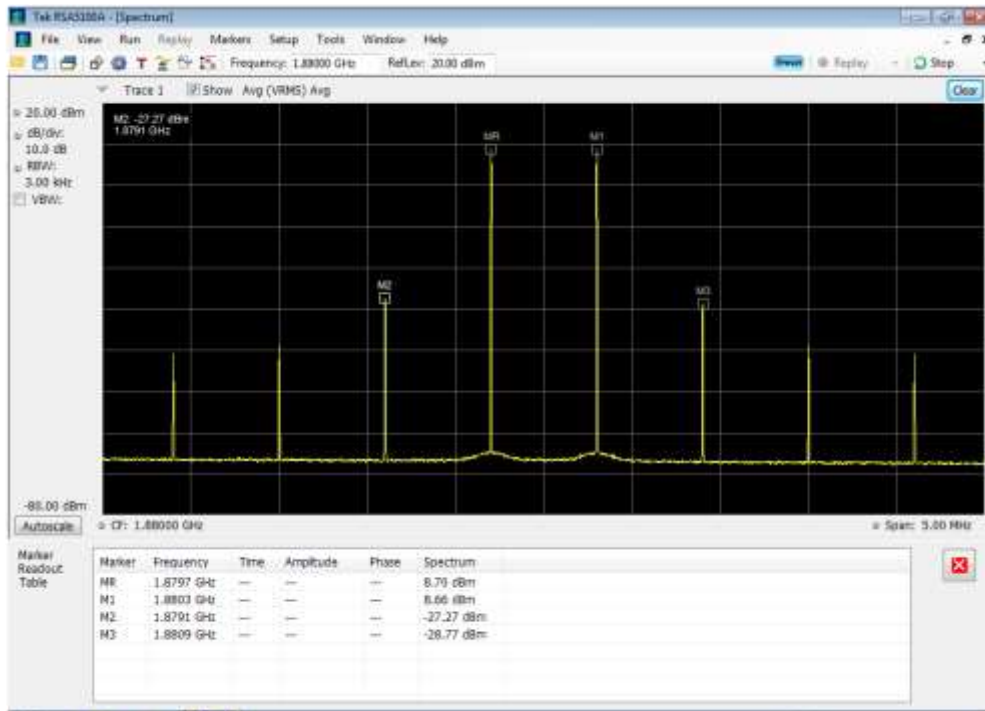 Tek RSA5100A - [Spectrum]
File View Run Replay Markers Setup Tools Window Help
Frequency: 1.88000 GHz RefLev: 20.00 dBm Preset Replay Stop
Trace 1 Show Avg (VRMS) Avg Clear
20.00 dBm
dB/div:
10.0 dB
RBW:
3.00 kHz
VBW:
M2: -27.27 dBm
1.8791 GHz
MR M1
M2 M3
-80.00 dBm
Autoscale CF: 1.88000 GHz Span: 5.00 MHz
Marker
Readout
Table
Marker Frequency Time Amplitude Phase Spectrum
MR 1.8797 GHz --- --- --- 8.70 dBm
M1 1.8803 GHz --- --- --- 8.66 dBm
M2 1.8791 GHz --- --- --- -27.27 dBm
M3 1.8809 GHz --- --- --- -28.77 dBm